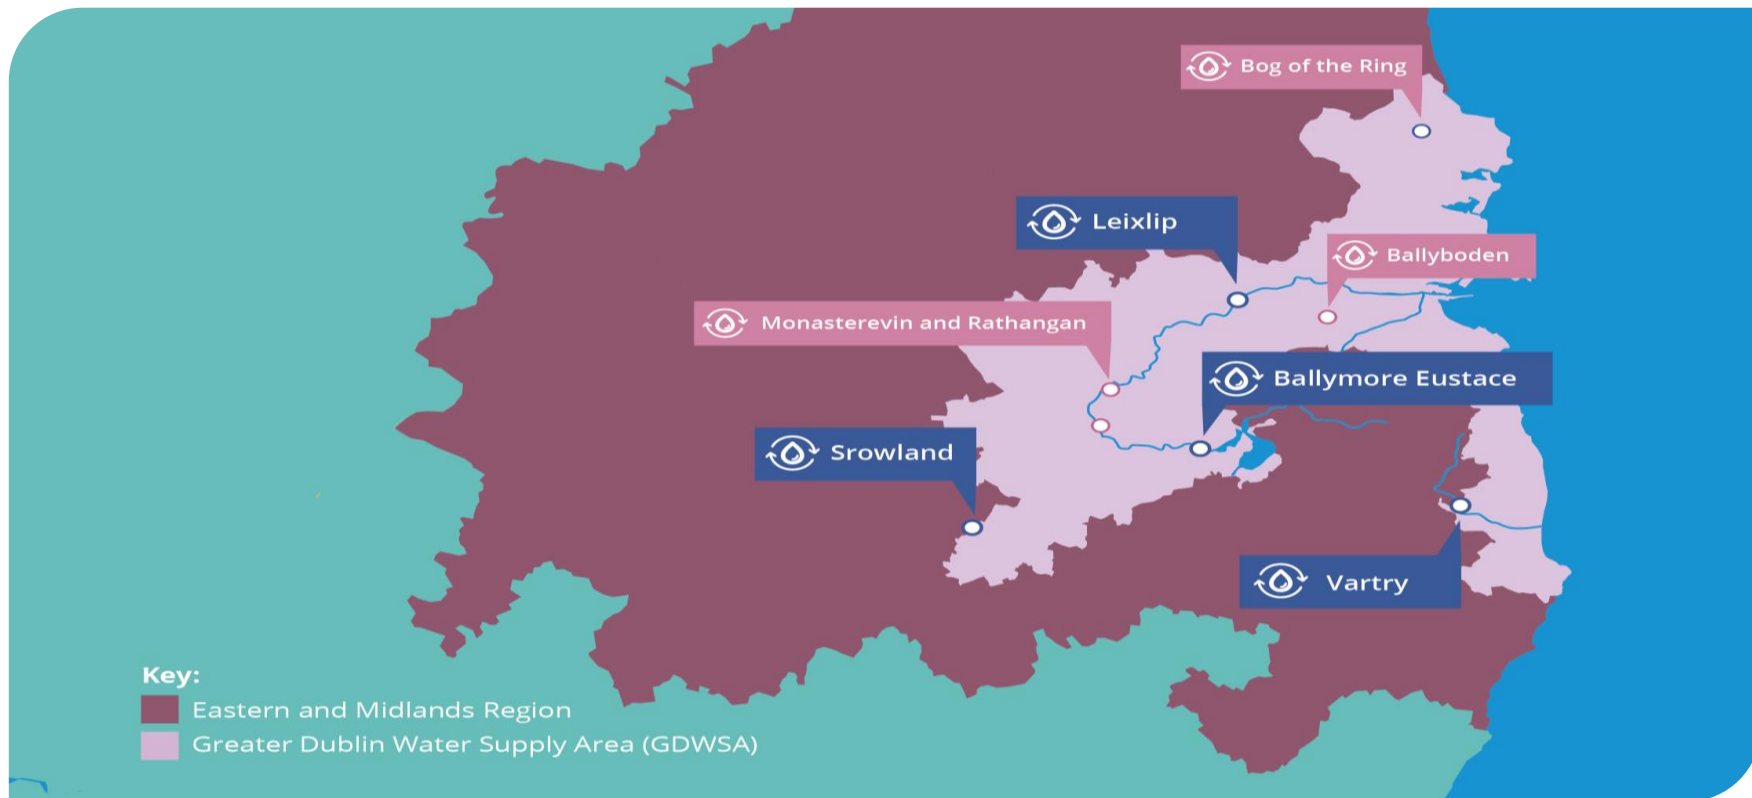 Bog of the Ring
Leixlip
Ballyboden
Monasterevin and Rathangan
Ballymore Eustace
Srowland
Vartry
Key:
Eastern and Midlands Region
Greater Dublin Water Supply Area (GDWSA)